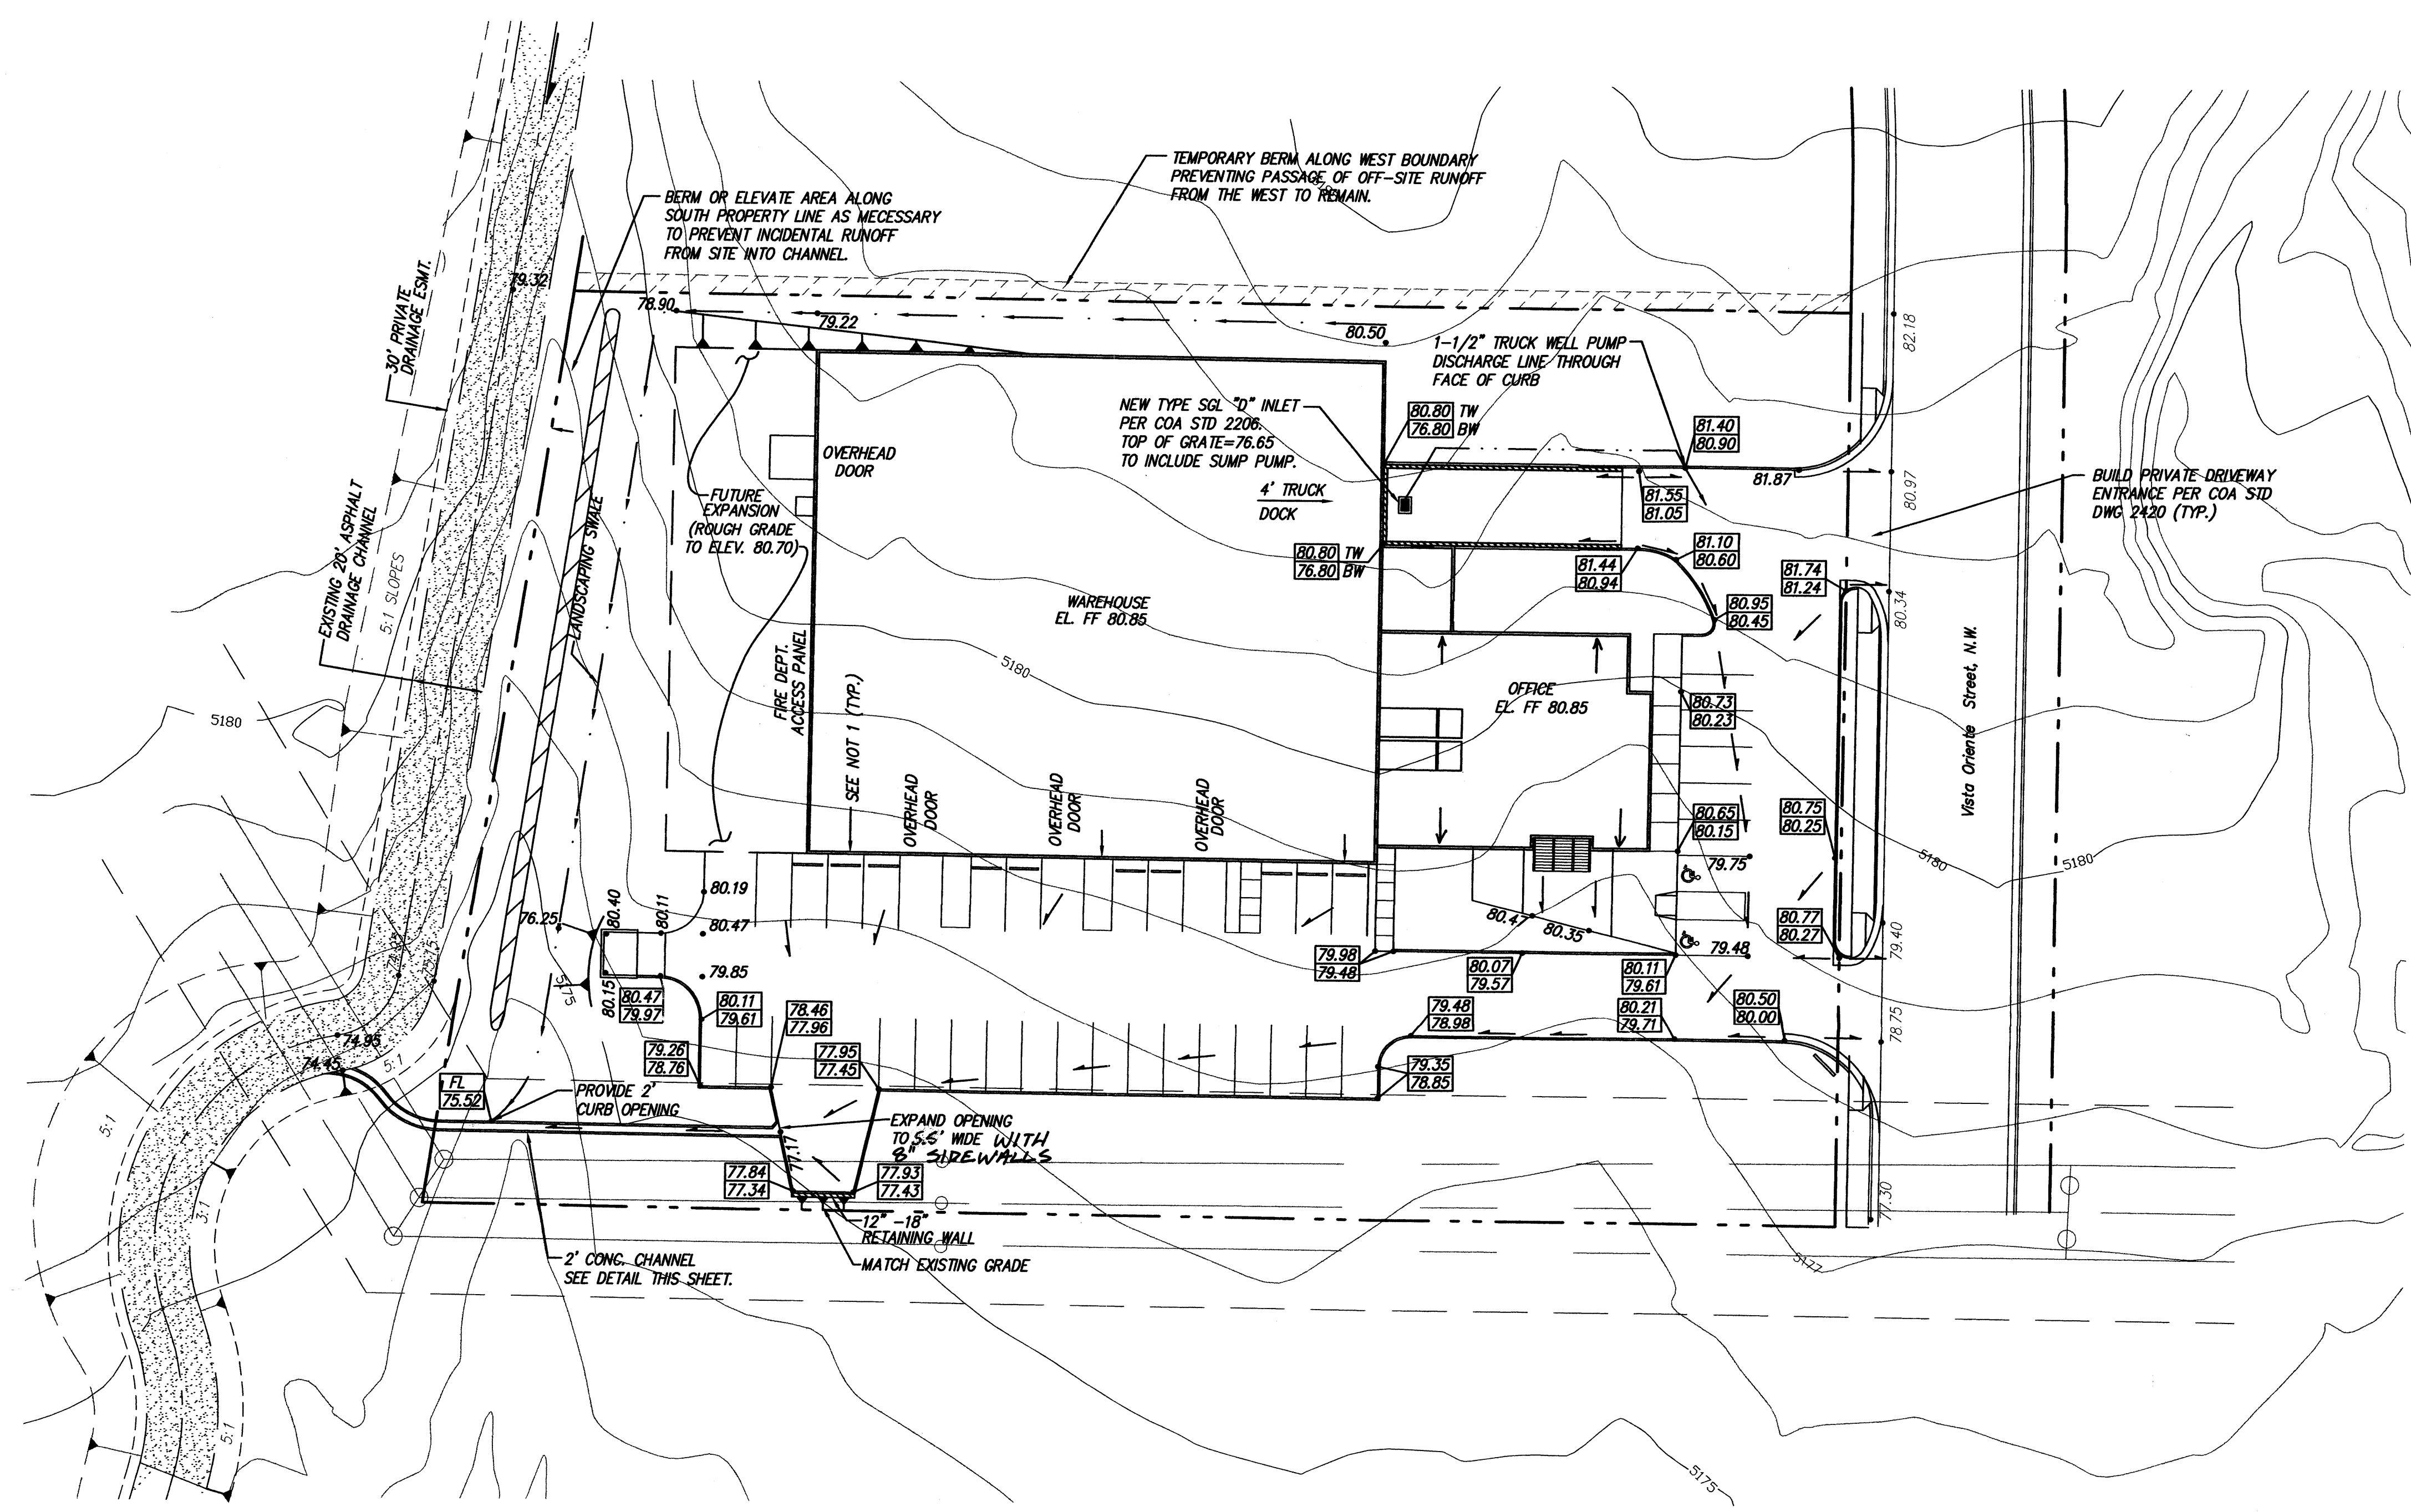 TEMPORARY BERM ALONG WEST BOUNDARY
PREVENTING PASSAGE OF OFF-SITE RUNOFF
FROM THE WEST TO REMAIN.
BERM OR ELEVATE AREA ALONG
SOUTH PROPERTY LINE AS MECESSARY
TO PREVENT INCIDENTAL RUNOFF
FROM SITE INTO CHANNEL.
30' PRIVATE
DRAINAGE ESMT.
79.32
78.90
79.22
80.50
82.18
1-1/2" TRUCK WELL PUMP
DISCHARGE LINE THROUGH
FACE OF CURB
NEW TYPE SGL "D" INLET
PER COA STD 2206.
TOP OF GRATE=76.65
TO INCLUDE SUMP PUMP.
80.80 TW
76.80 BW
81.40
80.90
81.87
80.97
BUILD PRIVATE DRIVEWAY
ENTRANCE PER COA STD
DWG 2420 (TYP.)
OVERHEAD
DOOR
4' TRUCK
DOCK
81.55
81.05
FUTURE
EXPANSION
(ROUGH GRADE
TO ELEV. 80.70)
EXISTING 20' ASPHALT
DRAINAGE CHANNEL
5:1 SLOPES
LANDSCAPING SWALE
80.80 TW
76.80 BW
81.44
80.94
81.10
80.60
81.74
81.24
80.34
80.95
80.45
WAREHOUSE
EL. FF 80.85
FIRE DEPT.
ACCESS PANEL
SEE NOT 1 (TYP.)
5180
OFFICE
EL. FF 80.85
80.73
80.23
Vista Oriente Street, N.W.
5180
OVERHEAD
DOOR
OVERHEAD
DOOR
OVERHEAD
DOOR
80.65
80.15
80.75
80.25
79.75
5180
5180
80.19
80.40
80.11
76.25
80.47
80.47
80.35
80.77
80.27
79.40
79.48
79.98
79.48
80.07
79.57
80.11
79.61
79.85
5175
80.15
80.47
79.97
80.11
79.61
78.46
77.96
79.48
78.98
80.21
79.71
80.50
80.00
78.75
74.95
74.45
5:1
79.26
78.76
77.95
77.45
79.35
78.85
FL
75.52
PROVIDE 2'
CURB OPENING
5:1
EXPAND OPENING
TO 5.5' WIDE WITH
8" SIDEWALLS
77.17
77.84
77.34
77.93
77.43
3:1
12" -18"
RETAINING WALL
MATCH EXISTING GRADE
2' CONC. CHANNEL
SEE DETAIL THIS SHEET.
77.30
5177
5:1
5175